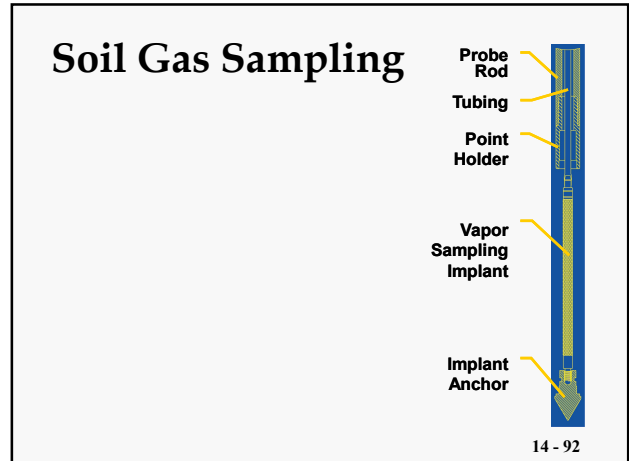 Soil Gas Sampling
Probe
Rod
Tubing
Point
Holder
Vapor
Sampling
Implant
Implant
Anchor
14 - 92